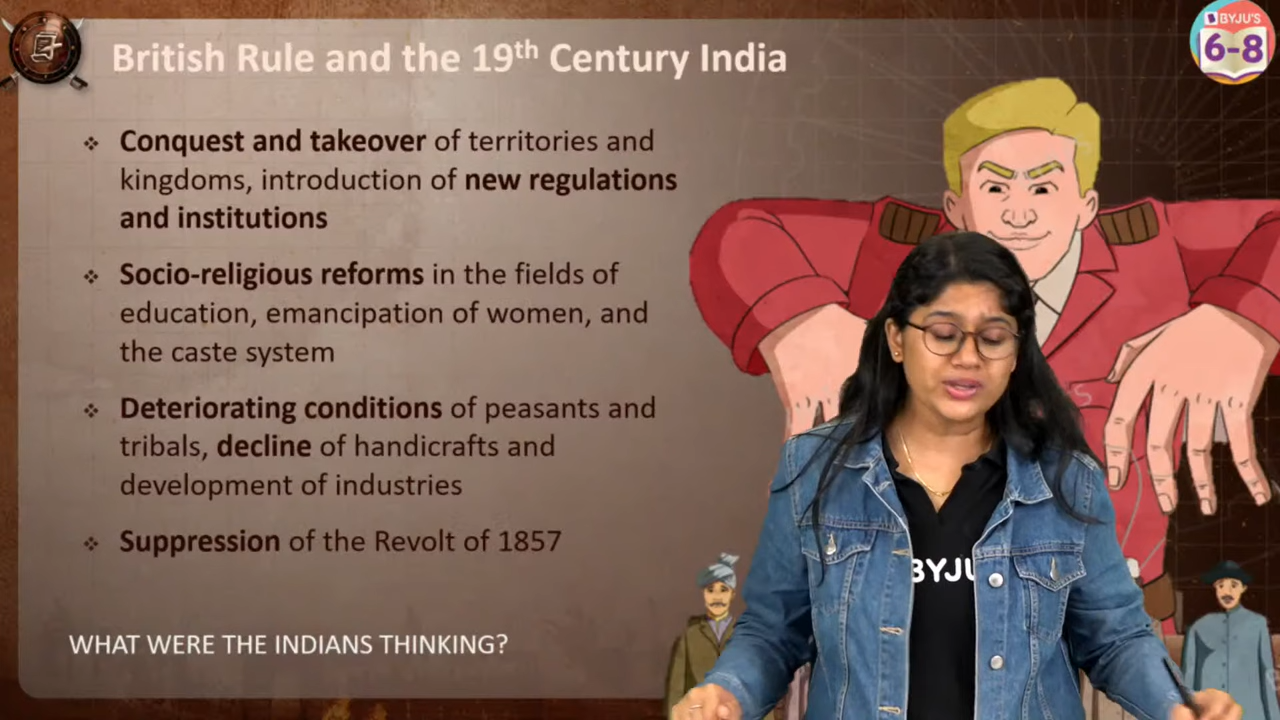 British Rule and the 19th Century India
BYJU'S
6-8
Conquest and takeover of territories and
kingdoms, introduction of new regulations
and institutions
Socio-religious reforms in the fields of
education, emancipation of women, and
the caste system
Deteriorating conditions of peasants and
tribals, decline of handicrafts and
development of industries
Suppression of the Revolt of 1857
BYJU
WHAT WERE THE INDIANS THINKING?